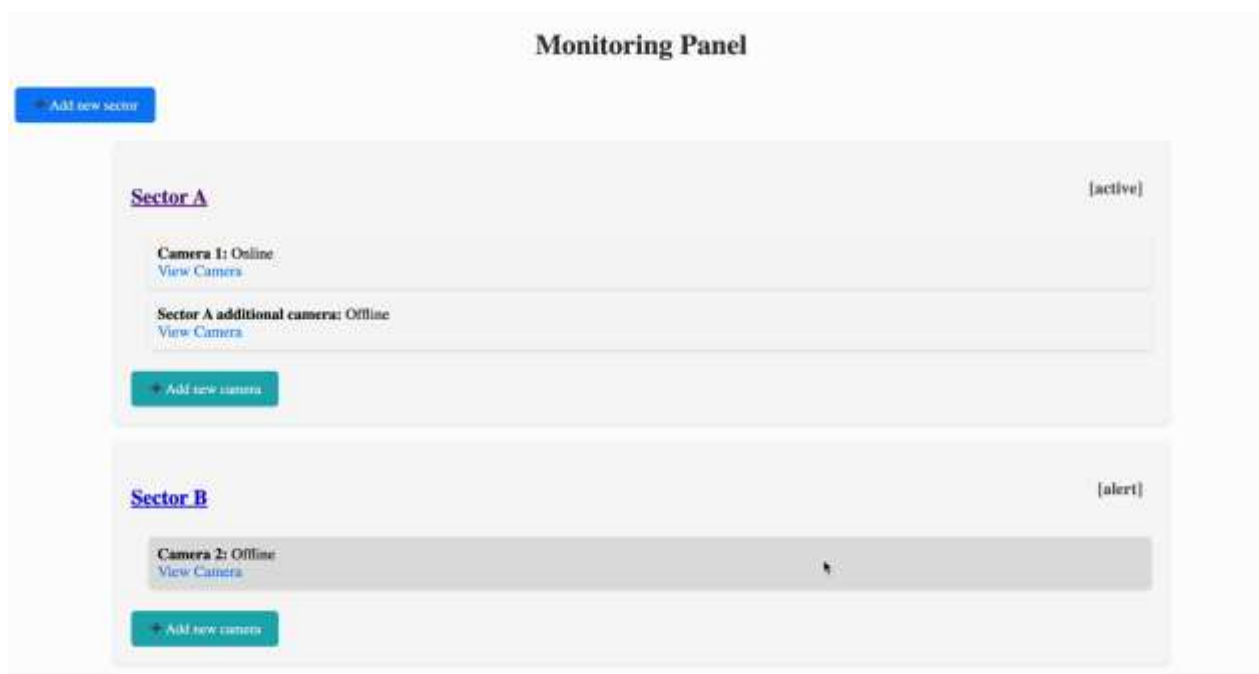 Monitoring Panel
+ Add new sector
Sector A
[active]
Camera 1: Online
View Camera
Sector A additional camera: Offline
View Camera
+ Add new camera
Sector B
[alert]
Camera 2: Offline
View Camera
+ Add new camera